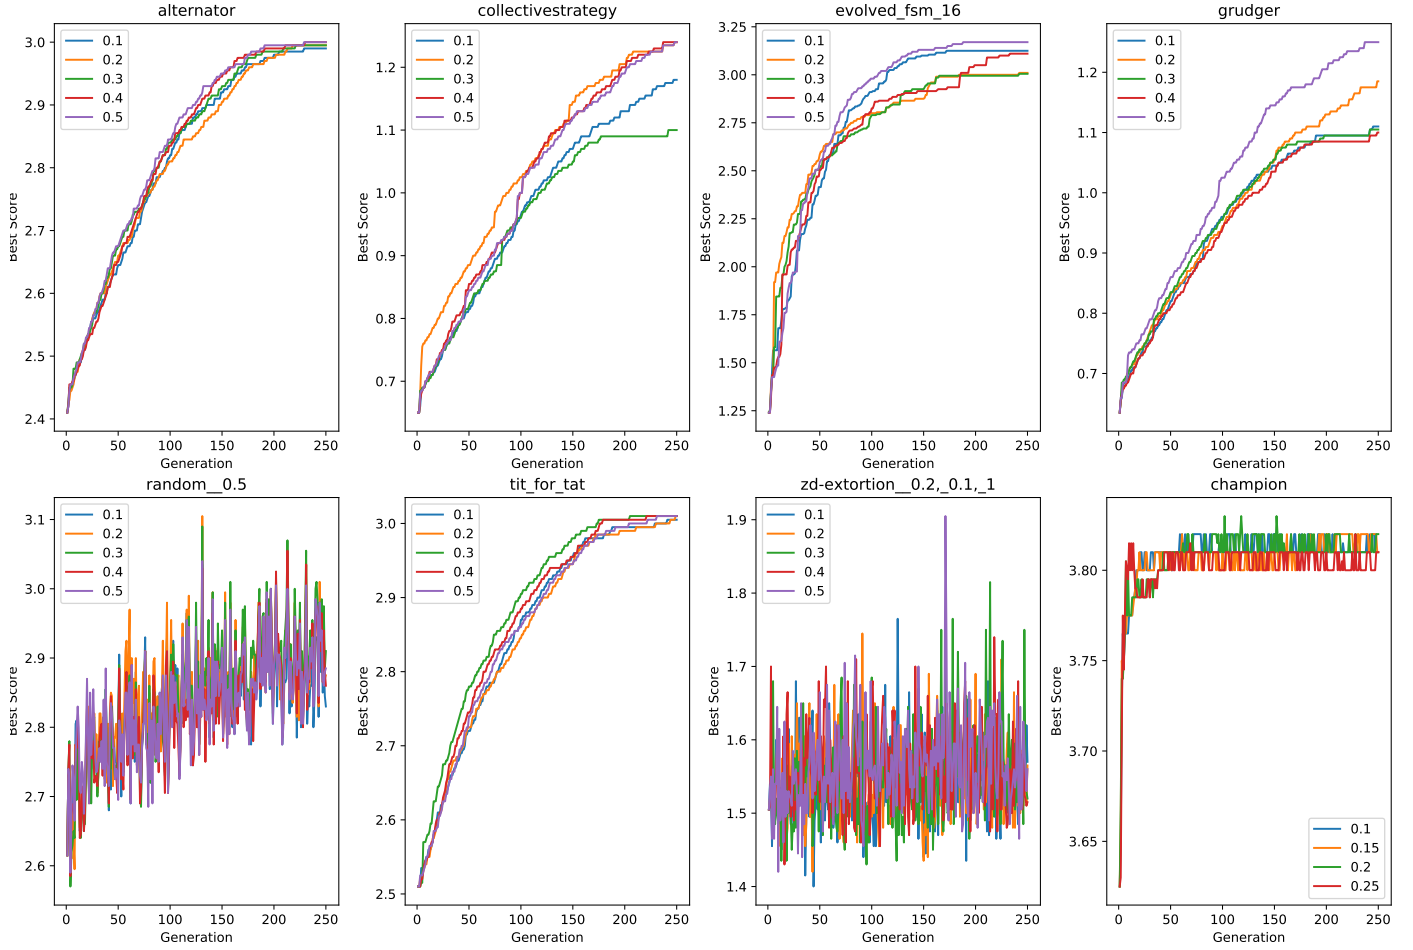 alternator
3.0
2.9
2.8
2.7
2.6
2.5
2.4
Best Score
0.1
0.2
0.3
0.4
0.5
0 50 100 150 200 250
Generation
collectivestrategy
1.2
1.1
1.0
0.9
0.8
0.7
Best Score
0.1
0.2
0.3
0.4
0.5
0 50 100 150 200 250
Generation
evolved_fsm_16
3.25
3.00
2.75
2.50
2.25
2.00
1.75
1.50
1.25
Best Score
0.1
0.2
0.3
0.4
0.5
0 50 100 150 200 250
Generation
grudger
1.2
1.1
1.0
0.9
0.8
0.7
Best Score
0.1
0.2
0.3
0.4
0.5
0 50 100 150 200 250
Generation
random__0.5
3.1
3.0
2.9
2.8
2.7
2.6
Best Score
0.1
0.2
0.3
0.4
0.5
0 50 100 150 200 250
Generation
tit_for_tat
3.0
2.9
2.8
2.7
2.6
2.5
Best Score
0.1
0.2
0.3
0.4
0.5
0 50 100 150 200 250
Generation
zd-extortion__0.2,_0.1,_1
1.9
1.8
1.7
1.6
1.5
1.4
Best Score
0.1
0.2
0.3
0.4
0.5
0 50 100 150 200 250
Generation
champion
3.80
3.75
3.70
3.65
Best Score
0.1
0.15
0.2
0.25
0 50 100 150 200 250
Generation